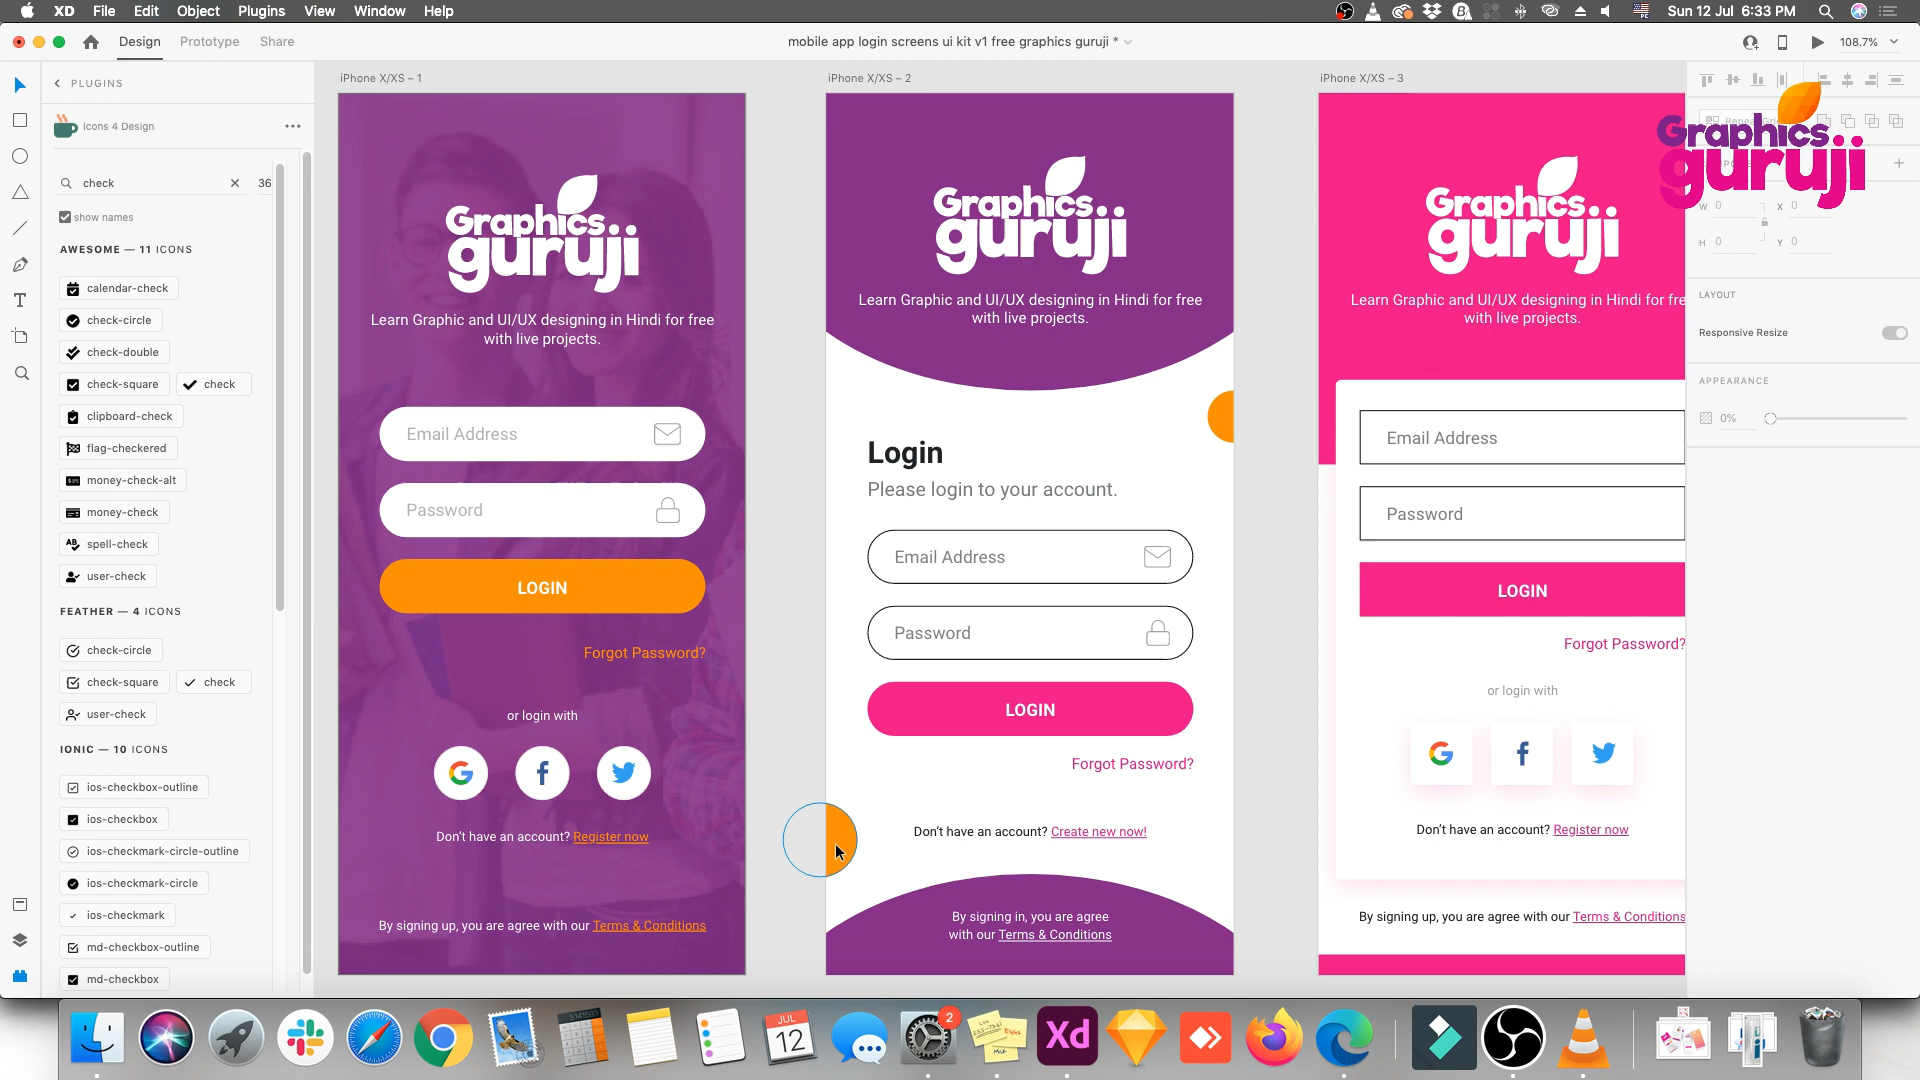 XD File Edit Object Plugins View Window Help
Sun 12 Jul 6:33 PM
Design Prototype Share
mobile app login screens ui kit v1 free graphics guruji *
108.7%
PLUGINS
Icons 4 Design
check
36
show names
AWESOME — 11 ICONS
calendar-check
check-circle
check-double
check-square check
clipboard-check
flag-checkered
money-check-alt
money-check
spell-check
user-check
FEATHER — 4 ICONS
check-circle
check-square check
user-check
IONIC — 10 ICONS
ios-checkbox-outline
ios-checkbox
ios-checkmark-circle-outline
ios-checkmark-circle
ios-checkmark
md-checkbox-outline
md-checkbox
iPhone X/XS – 1
Graphics
guruji
Learn Graphic and UI/UX designing in Hindi for free
with live projects.
Email Address
Password
LOGIN
Forgot Password?
or login with
G f
Don't have an account? Register now
By signing up, you are agree with our Terms & Conditions
iPhone X/XS – 2
Graphics
guruji
Learn Graphic and UI/UX designing in Hindi for free
with live projects.
Login
Please login to your account.
Email Address
Password
LOGIN
Forgot Password?
Don't have an account? Create new now!
By signing in, you are agree
with our Terms & Conditions
iPhone X/XS – 3
Graphics
guruji
Learn Graphic and UI/UX designing in Hindi for fre
with live projects.
Email Address
Password
LOGIN
Forgot Password?
or login with
G f
Don't have an account? Register now
By signing up, you are agree with our Terms & Conditions
Graphics
guruji
W 0 X 0
H 0 Y 0
LAYOUT
Responsive Resize
APPEARANCE
0%
JUL
12
2
Xd